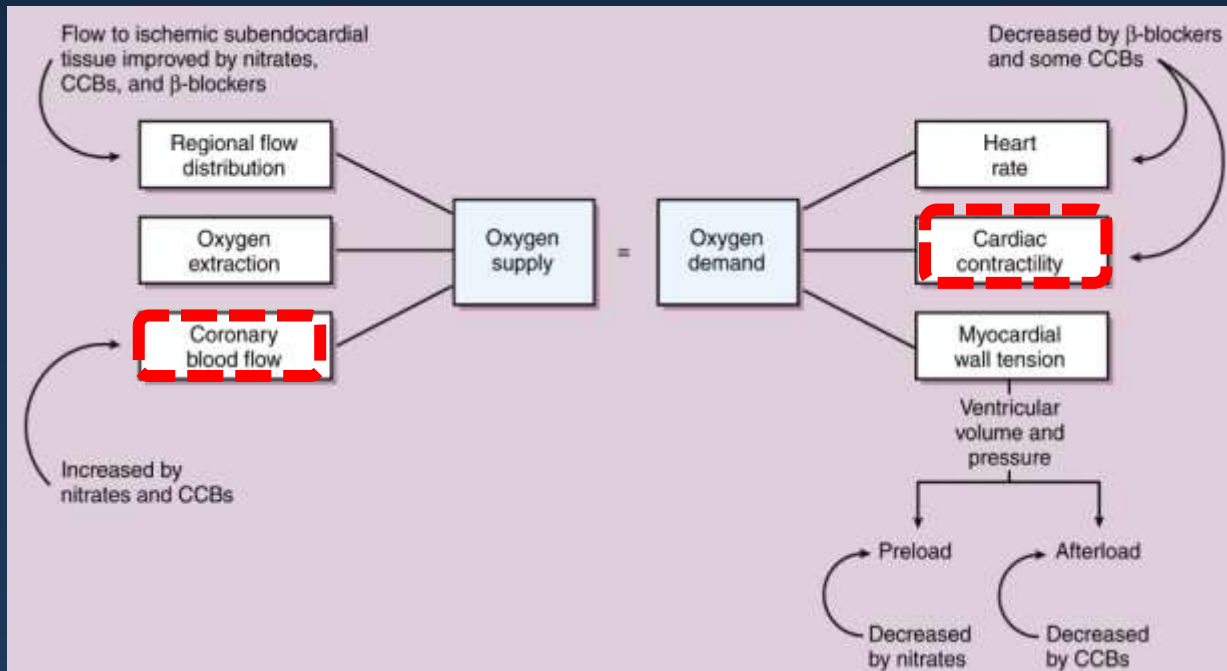 Flow to ischemic subendocardial
tissue improved by nitrates,
CCBs, and β-blockers
Decreased by β-blockers
and some CCBs
Regional flow
distribution
Oxygen
extraction
Coronary
blood flow
Oxygen
supply
=
Oxygen
demand
Heart
rate
Cardiac
contractility
Myocardial
wall tension
Ventricular
volume and
pressure
Increased by
nitrates and CCBs
Preload
Afterload
Decreased
by nitrates
Decreased
by CCBs